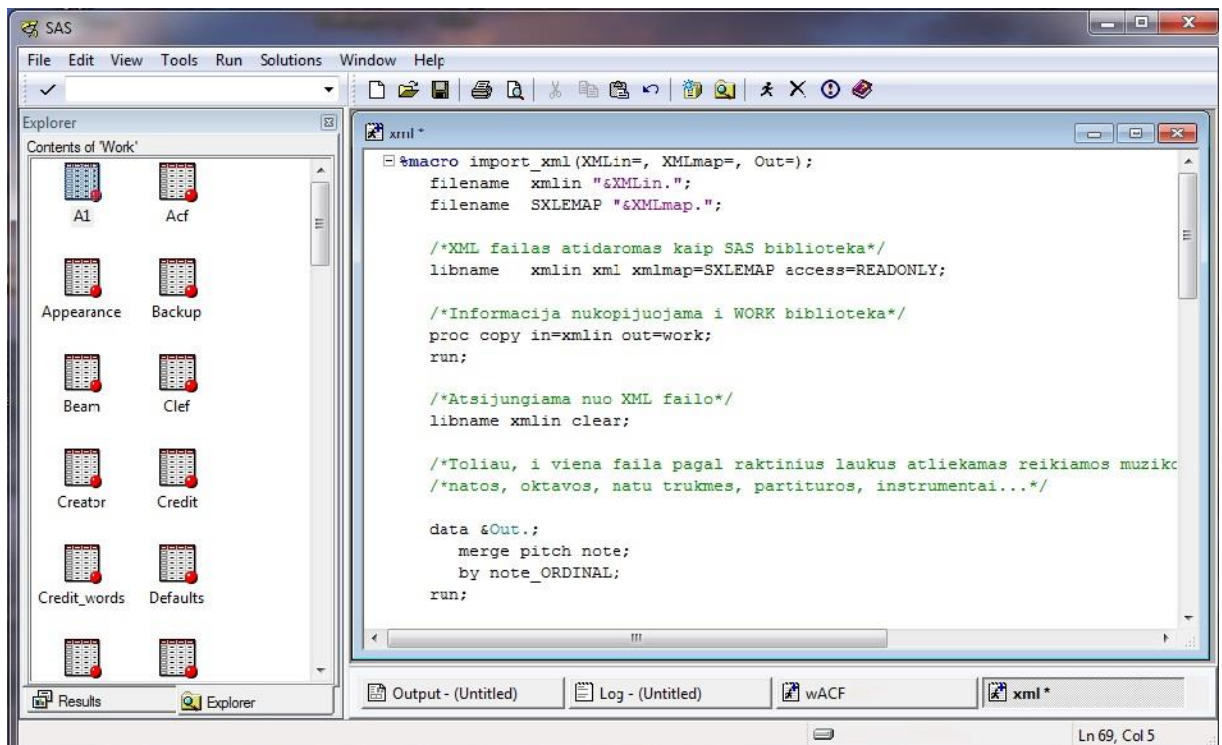 SAS
File Edit View Tools Run Solutions Window Help
Explorer
Contents of 'Work'
A1 Acf
Appearance Backup
Beam Clef
Creator Credit
Credit_words Defaults
Results Explorer
xml *
%macro import_xml(XMLin=, XMLmap=, Out=);
filename xmlin "&XMLin.";
filename SXLEMAP "&XMLmap.";
/*XML failas atidaromas kaip SAS biblioteka*/
libname xmlin xml xmlmap=SXLEMAP access=READONLY;
/*Informacija nukopijuojama i WORK biblioteka*/
proc copy in=xmlin out=work;
run;
/*Atsijungiama nuo XML failo*/
libname xmlin clear;
/*Toliau, i viena faila pagal raktinius laukus atliekamas reikiamos muziko
/*natos, oktavos, natu trukmes, partituros, instrumentai...*/
data &Out.;
merge pitch note;
by note_ORDINAL;
run;
Output - (Untitled) Log - (Untitled) wACF xml *
Ln 69, Col 5